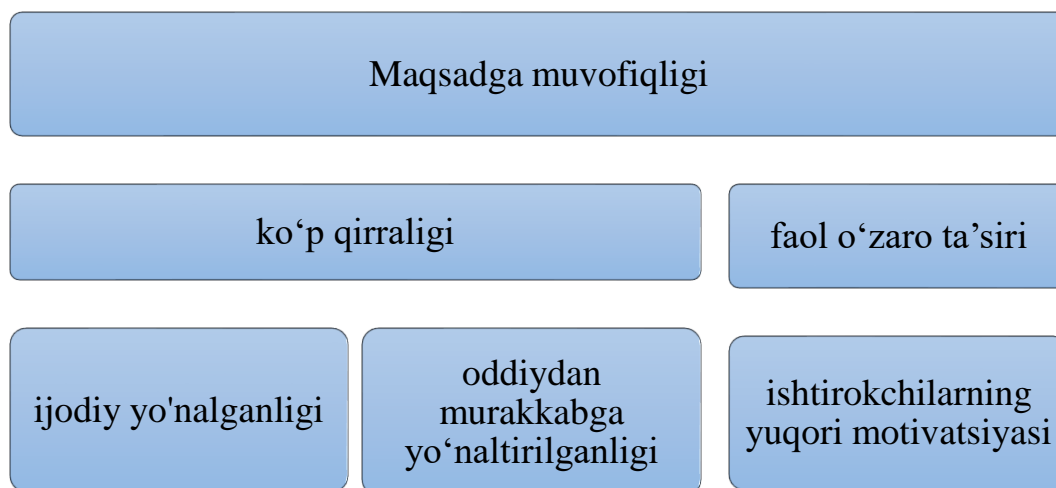 Maqsadga muvofiqligi
ko‘p qirraligi
faol o‘zaro ta’siri
ijodiy yo'nalganligi
oddiydan
murakkabga
yo‘naltirilganligi
ishtirokchilarning
yuqori motivatsiyasi